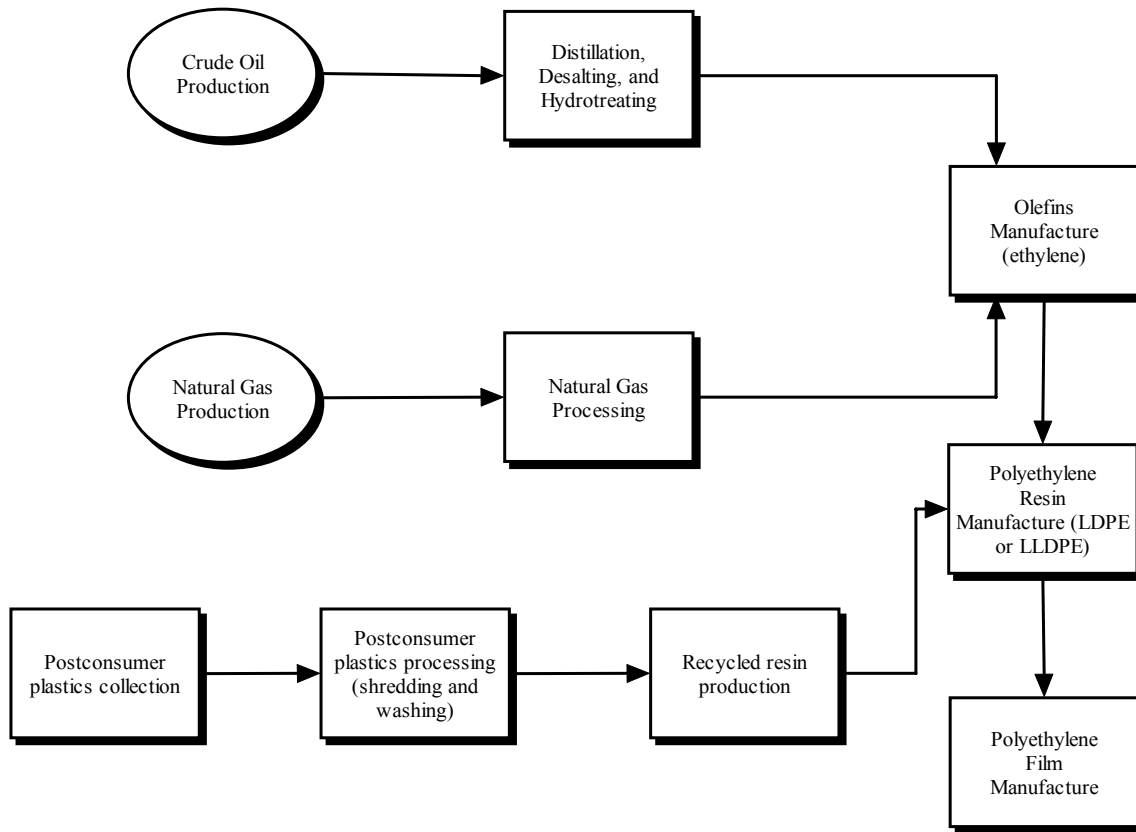 Crude Oil
Production
Distillation,
Desalting, and
Hydrotreating
Olefins
Manufacture
(ethylene)
Natural Gas
Production
Natural Gas
Processing
Polyethylene
Resin
Manufacture (LDPE
or LLDPE)
Postconsumer
plastics collection
Postconsumer
plastics processing
(shredding and
washing)
Recycled resin
production
Polyethylene
Film
Manufacture